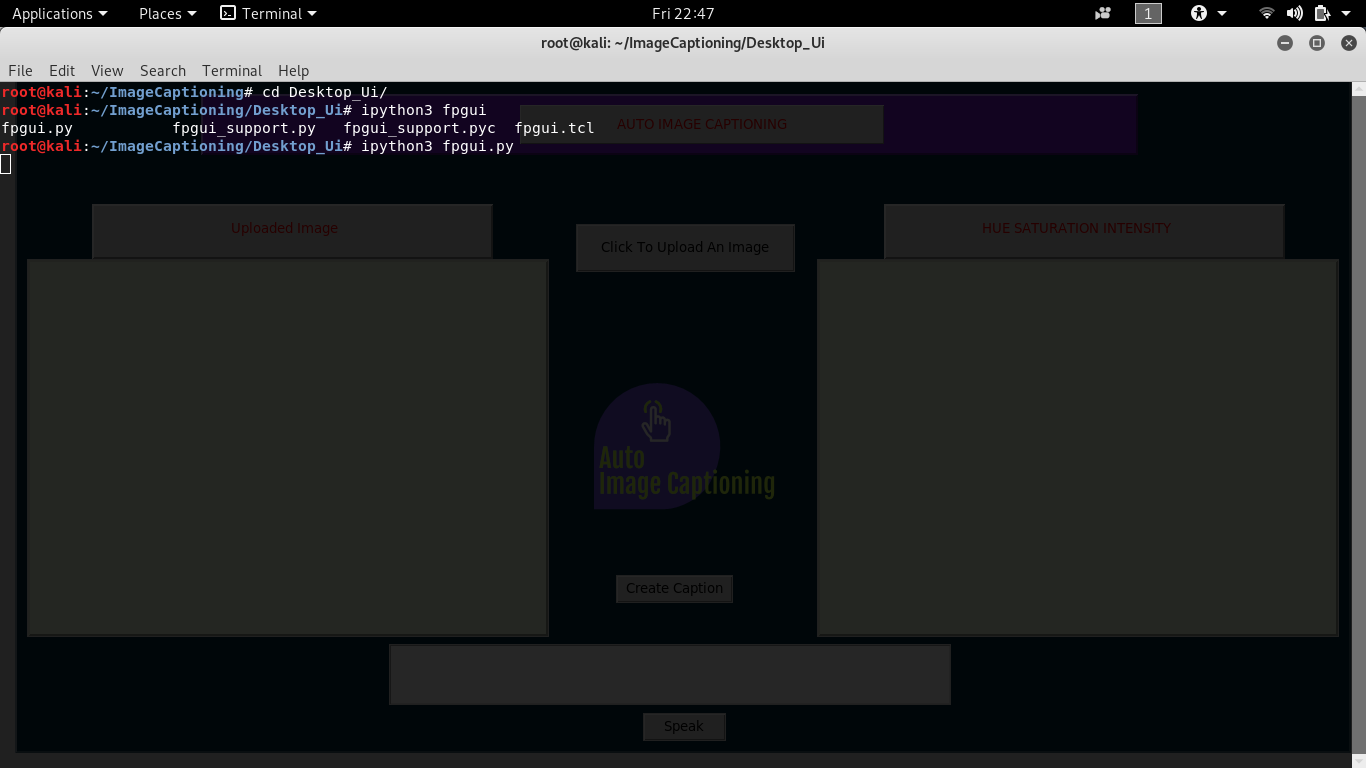 Applications Places Terminal Fri 22:47 1
root@kali: ~/ImageCaptioning/Desktop_Ui
File Edit View Search Terminal Help
root@kali:~/ImageCaptioning# cd Desktop_Ui/
root@kali:~/ImageCaptioning/Desktop_Ui# ipython3 fpgui
fpgui.py fpgui_support.py fpgui_support.pyc fpgui.tcl
root@kali:~/ImageCaptioning/Desktop_Ui# ipython3 fpgui.py
AUTO IMAGE CAPTIONING
Uploaded Image
Click To Upload An Image
HUE SATURATION INTENSITY
Auto
Image Captioning
Create Caption
Speak